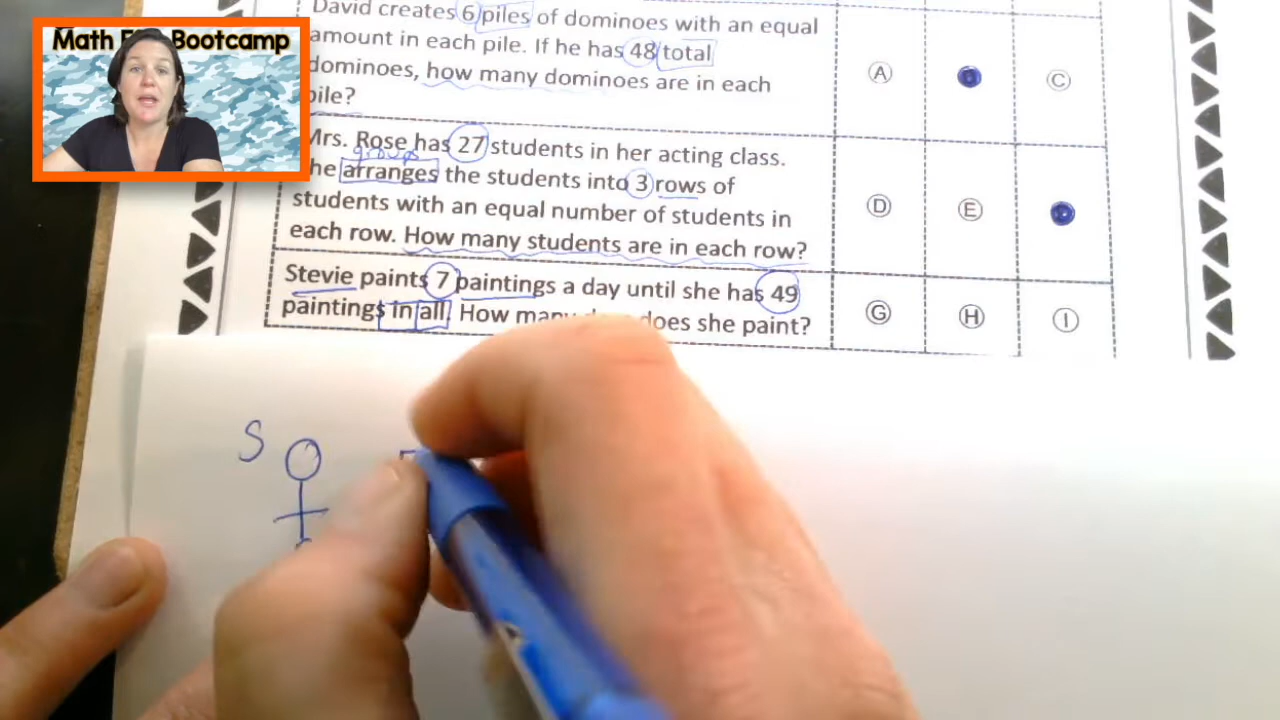 Math Bootcamp
David creates 6 piles of dominoes with an equal
amount in each pile. If he has 48 total
dominoes, how many dominoes are in each
pile?
A C
Mrs. Rose has 27 students in her acting class.
groups
he arranges the students into 3 rows of
students with an equal number of students in
each row. How many students are in each row?
D E
Stevie paints 7 paintings a day until she has 49
paintings in all. How does she paint?
G H I
S